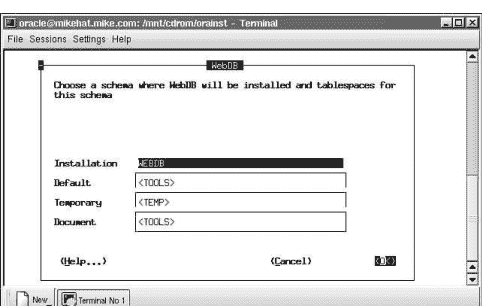 oracle@mikehat.mike.com: /mnt/cdrom/orainst - Terminal
File Sessions Settings Help
WebDB
Choose a schema where WebDB will be installed and tablespaces for
this schema
Installation WEBDB
Default <TOOLS>
Temporary <TEMP>
Document <TOOLS>
(Help...) (Cancel) (OK)
New Terminal No 1